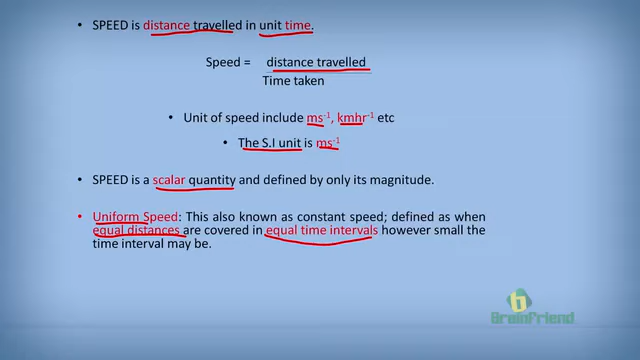 • SPEED is distance travelled in unit time.
Speed = distance travelled
Time taken
• Unit of speed include ms⁻¹, kmhr⁻¹ etc
• The S.I unit is ms⁻¹
• SPEED is a scalar quantity and defined by only its magnitude.
• Uniform Speed: This also known as constant speed; defined as when
equal distances are covered in equal time intervals however small the
time interval may be.
b
BrainFriend